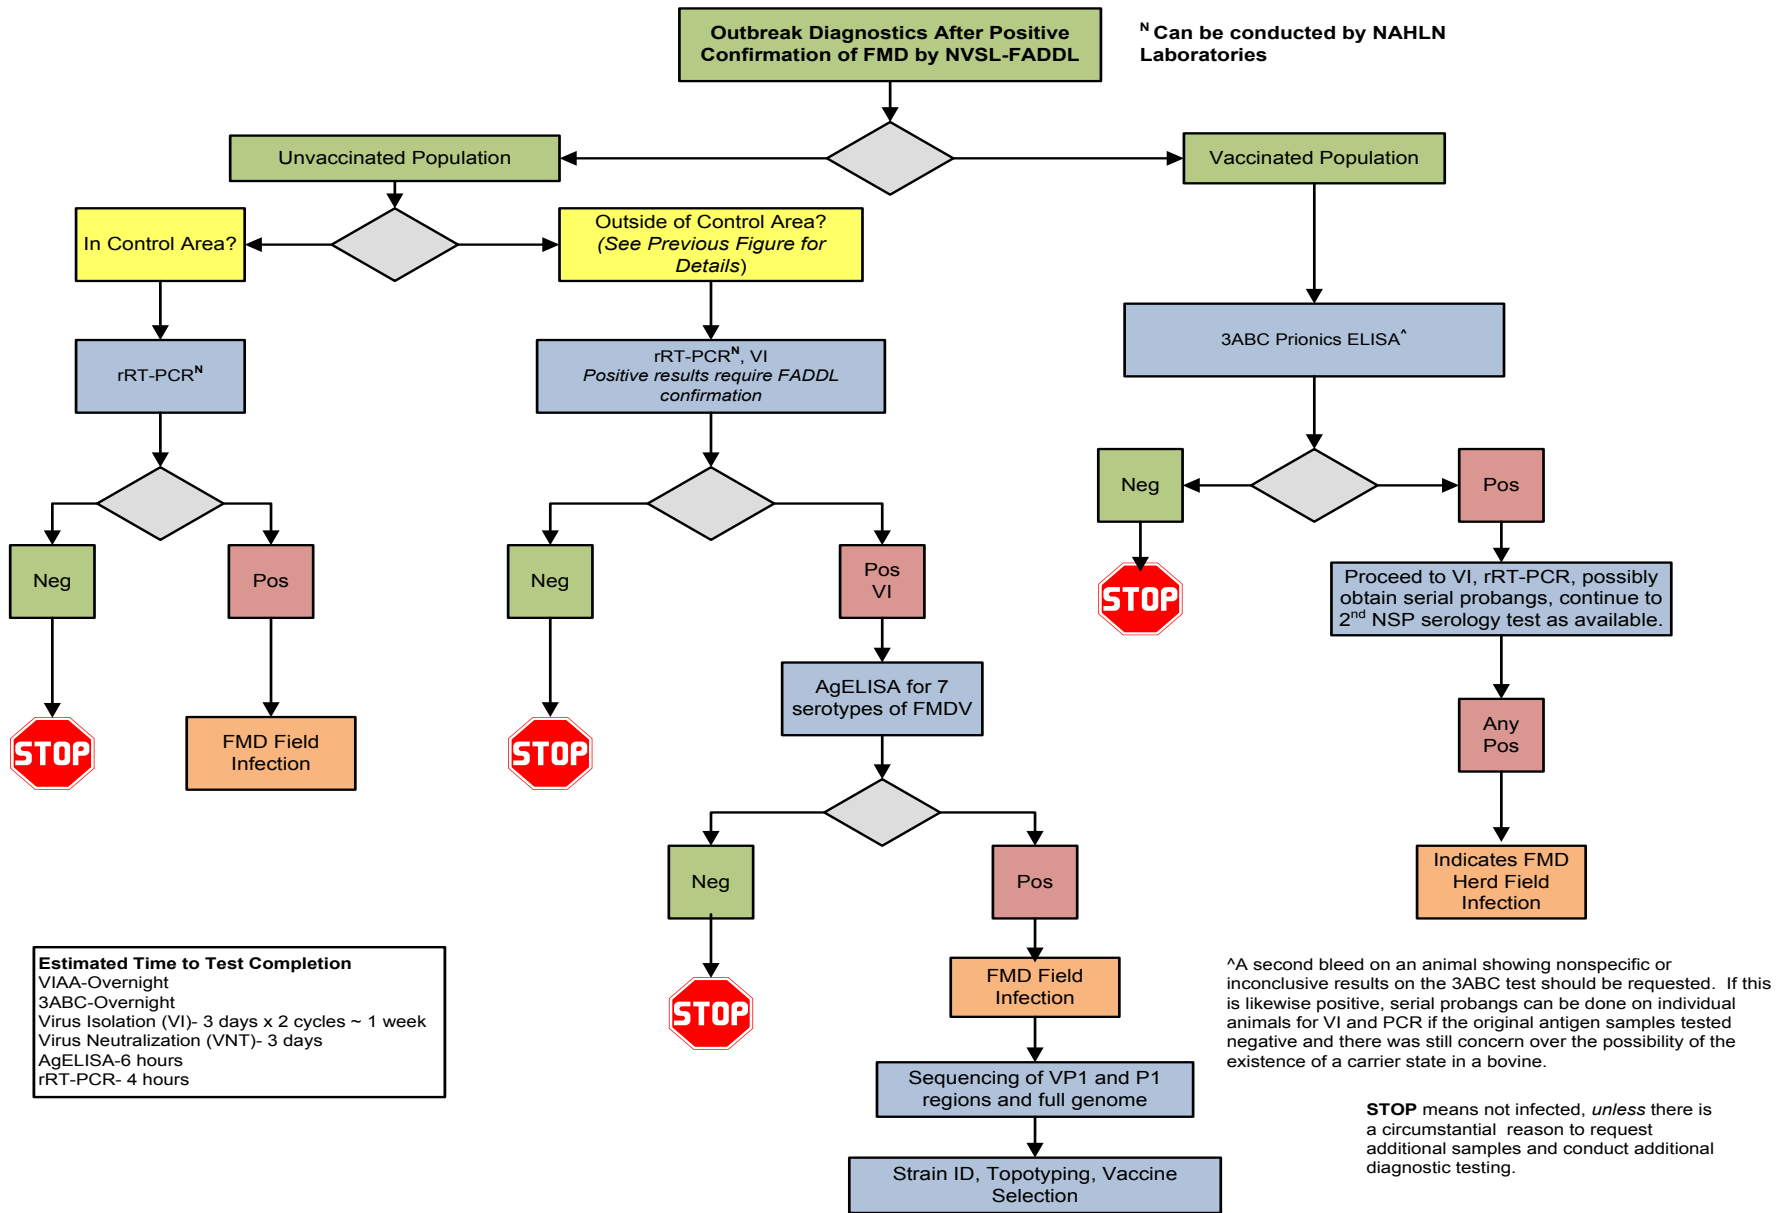 Outbreak Diagnostics After Positive
Confirmation of FMD by NVSL-FADDL
N Can be conducted by NAHLN
Laboratories
Unvaccinated Population
Vaccinated Population
In Control Area?
Outside of Control Area?
(See Previous Figure for
Details)
rRT-PCRN
rRT-PCRN, VI
Positive results require FADDL
confirmation
3ABC Prionics ELISA^
Neg
Pos
Neg
Pos
Neg
Pos
VI
STOP
Proceed to VI, rRT-PCR, possibly
obtain serial probangs, continue to
2nd NSP serology test as available.
AgELISA for 7
serotypes of FMDV
STOP
FMD Field
Infection
STOP
Any
Pos
Neg
Pos
Indicates FMD
Herd Field
Infection
STOP
FMD Field
Infection
Sequencing of VP1 and P1
regions and full genome
Strain ID, Topotyping, Vaccine
Selection
Estimated Time to Test Completion
VIAA-Overnight
3ABC-Overnight
Virus Isolation (VI)- 3 days x 2 cycles ~ 1 week
Virus Neutralization (VNT)- 3 days
AgELISA-6 hours
rRT-PCR- 4 hours
^A second bleed on an animal showing nonspecific or
inconclusive results on the 3ABC test should be requested.  If this
is likewise positive, serial probangs can be done on individual
animals for VI and PCR if the original antigen samples tested
negative and there was still concern over the possibility of the
existence of a carrier state in a bovine.
STOP means not infected, unless there is
a circumstantial  reason to request
additional samples and conduct additional
diagnostic testing.